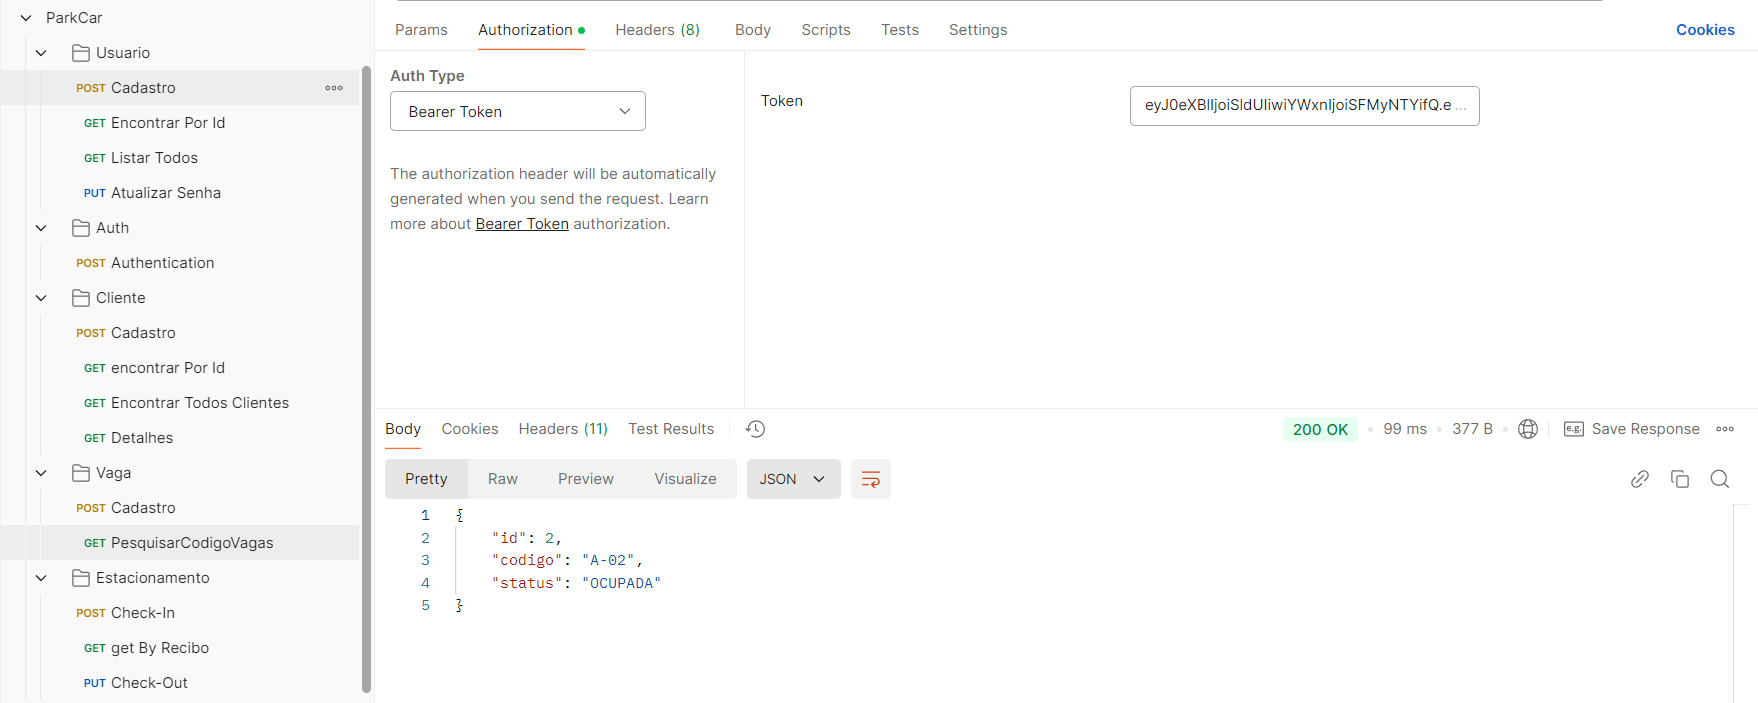 ParkCar
Usuario
POST Cadastro
GET Encontrar Por Id
GET Listar Todos
PUT Atualizar Senha
Auth
POST Authentication
Cliente
POST Cadastro
GET encontrar Por Id
GET Encontrar Todos Clientes
GET Detalhes
Vaga
POST Cadastro
GET PesquisarCodigoVagas
Estacionamento
POST Check-In
GET get By Recibo
PUT Check-Out
Params Authorization Headers (8) Body Scripts Tests Settings Cookies
Auth Type
Bearer Token
The authorization header will be automatically
generated when you send the request. Learn
more about Bearer Token authorization.
Token
eyJ0eXBlIjoiSldUIiwiYWxnIjoiSFMyNTYifQ.e ...
Body Cookies Headers (11) Test Results 200 OK 99 ms 377 B e.g. Save Response
Pretty Raw Preview Visualize JSON
1 {
2 "id": 2,
3 "codigo": "A-02",
4 "status": "OCUPADA"
5 }